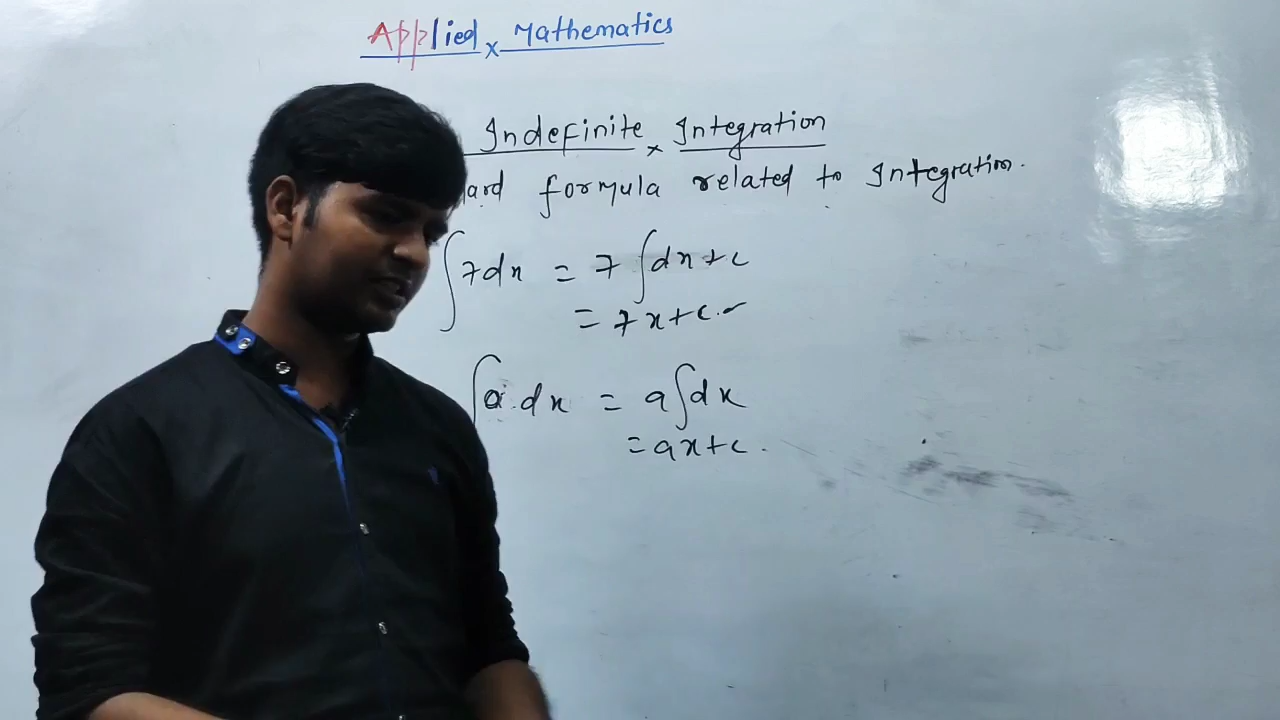 Applied x Mathematics
Indefinite x Integration
ard formula related to Integration.
∫7dx = 7∫dx+c
= 7x+c.
∫a.dx = a∫dx
= ax+c.